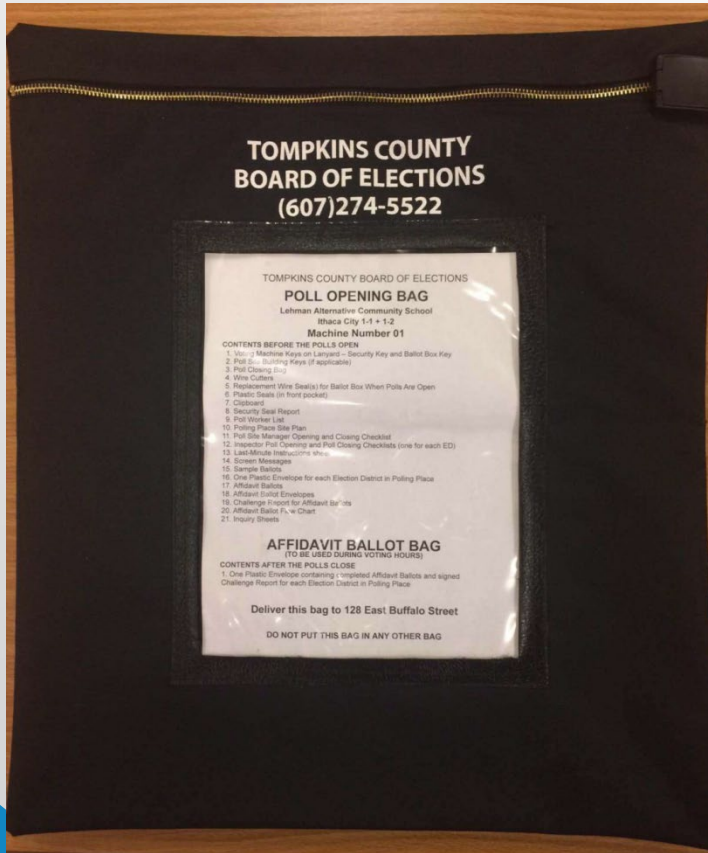 TOMPKINS COUNTY
BOARD OF ELECTIONS
(607)274-5522
TOMPKINS COUNTY BOARD OF ELECTIONS
POLL OPENING BAG
Lehman Alternative Community School
Ithaca City 1-1 + 1-2
Machine Number 01
CONTENTS BEFORE THE POLLS OPEN
1. Voting Machine Keys on Lanyard – Security Key and Ballot Box Key
2. Poll Site Building Keys (if applicable)
3. Poll Closing Bag
4. Wire Cutters
5. Replacement Wire Seal(s) for Ballot Box When Polls Are Open
6. Plastic Seals (in front pocket)
7. Clipboard
8. Security Seal Report
9. Poll Worker List
10. Polling Place Site Plan
11. Poll Site Manager Opening and Closing Checklist
12. Inspector Poll Opening and Poll Closing Checklists (one for each ED)
13. Last-Minute Instructions sheet
14. Screen Messages
15. Sample Ballots
16. One Plastic Envelope for each Election District in Polling Place
17. Affidavit Ballots
18. Affidavit Ballot Envelopes
19. Challenge Report for Affidavit Ballots
20. Affidavit Ballot Flow Chart
21. Inquiry Sheets
AFFIDAVIT BALLOT BAG
(TO BE USED DURING VOTING HOURS)
CONTENTS AFTER THE POLLS CLOSE
1. One Plastic Envelope containing completed Affidavit Ballots and signed
Challenge Report for each Election District in Polling Place
Deliver this bag to 128 East Buffalo Street
DO NOT PUT THIS BAG IN ANY OTHER BAG